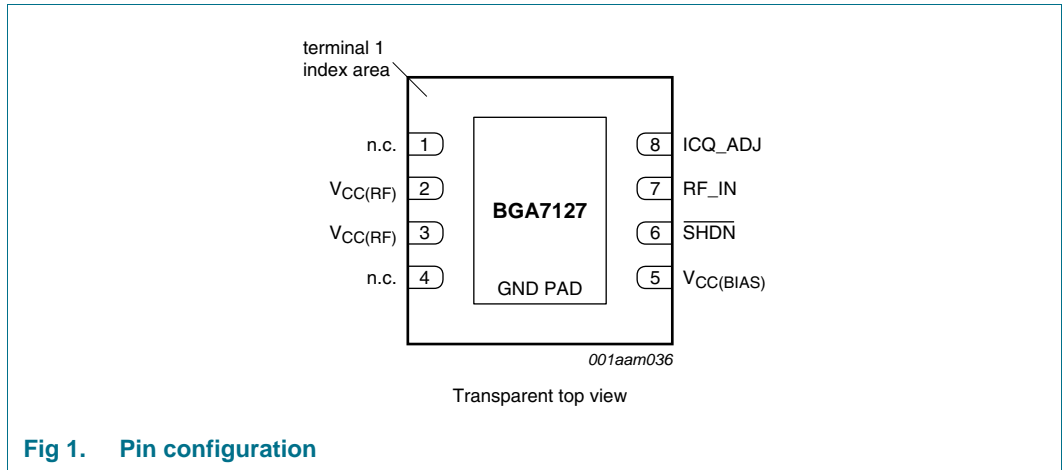 terminal 1
index area
n.c. 1
VCC(RF) 2
VCC(RF) 3
n.c. 4
BGA7127
GND PAD
8 ICQ_ADJ
7 RF_IN
6 SHDN
5 VCC(BIAS)
001aam036
Transparent top view
Fig 1. Pin configuration